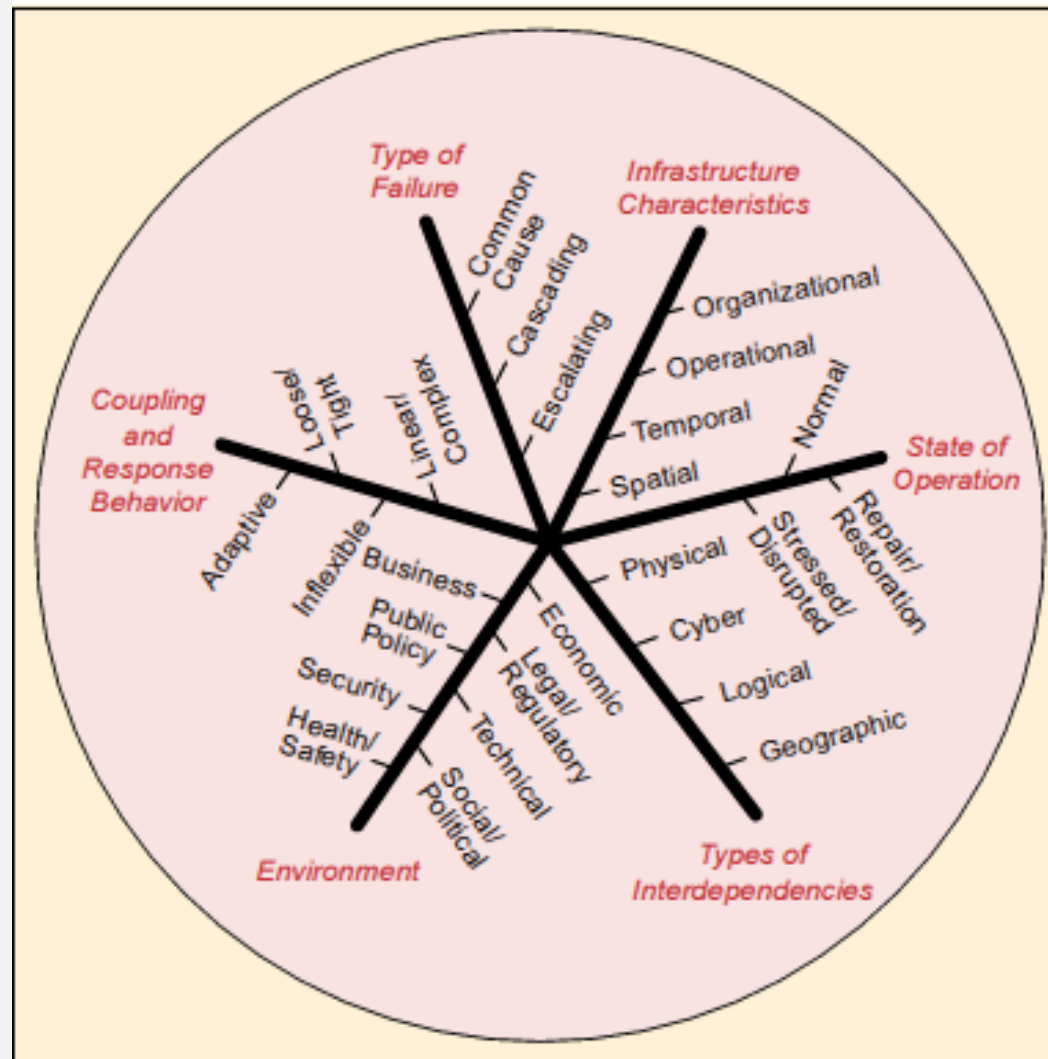 Type of
Failure
Common
Cause
Cascading
Escalating
Infrastructure
Characteristics
Organizational
Operational
Temporal
Spatial
State of
Operation
Normal
Repair/
Restoration
Stressed/
Disrupted
Types of
Interdependencies
Physical
Cyber
Logical
Geographic
Environment
Economic
Legal/
Regulatory
Technical
Social/
Political
Business
Public
Policy
Security
Health/
Safety
Coupling
and
Response
Behavior
Adaptive
Loose/
Tight
Inflexible
Linear/
Complex